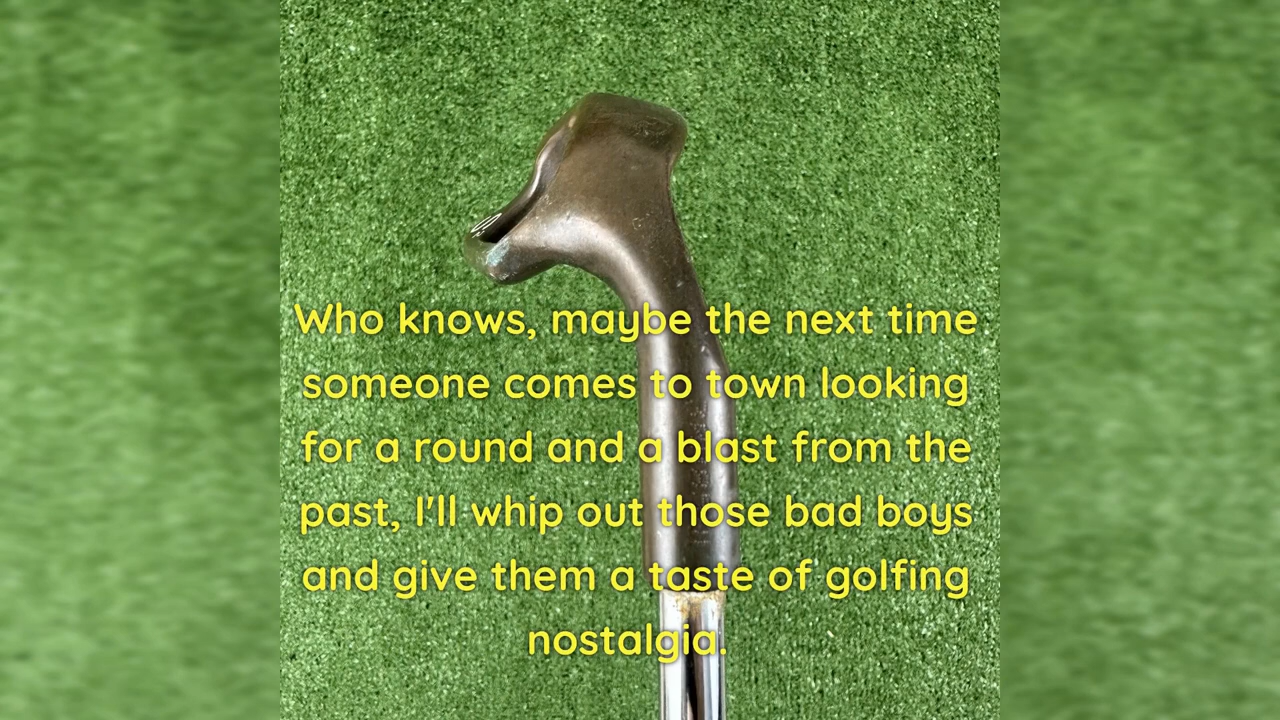 Who knows, maybe the next time
someone comes to town looking
for a round and a blast from the
past, I'll whip out those bad boys
and give them a taste of golfing
nostalgia.